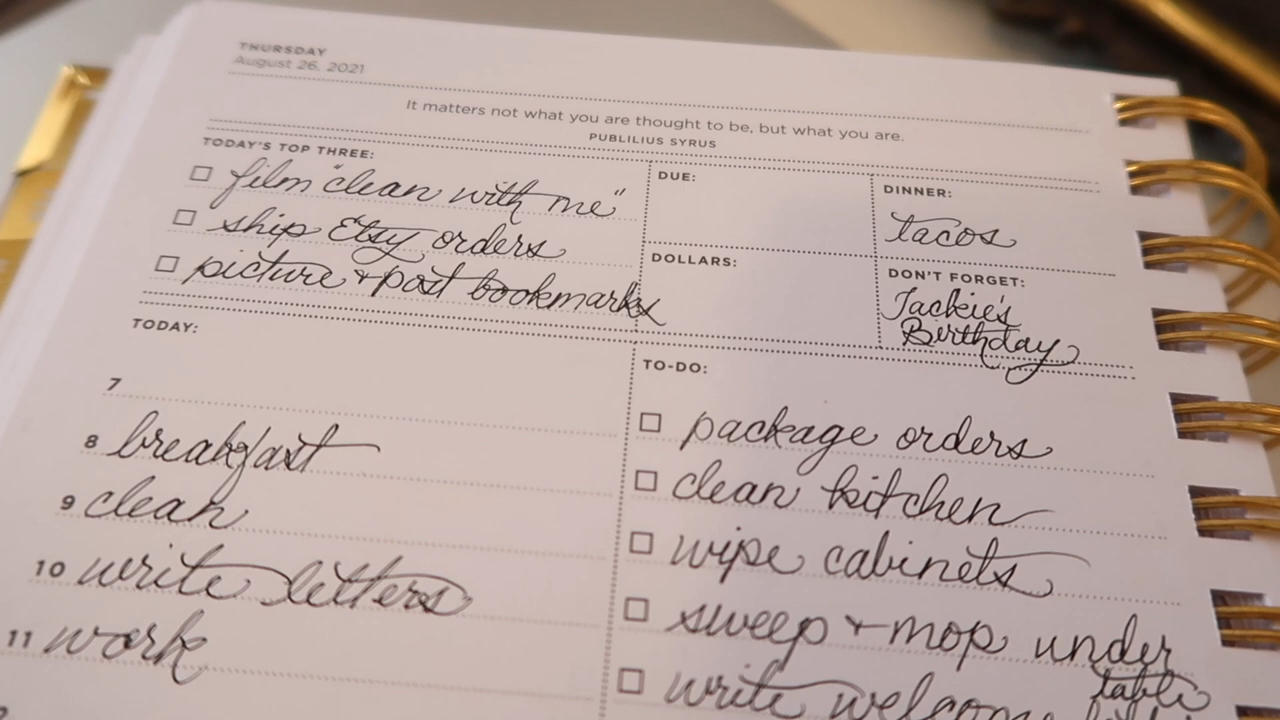 THURSDAY
August 26, 2021
It matters not what you are thought to be, but what you are.
PUBLILIUS SYRUS
TODAY'S TOP THREE:
film "clean with me"
ship Etsy orders
picture + post bookmarks
DUE:
DOLLARS:
DINNER:
tacos
DON'T FORGET:
Jackie's
Birthday
TODAY:
7
8 breakfast
9 clean
10 write letters
11 work
TO-DO:
package orders
clean kitchen
wipe cabinets
sweep + mop under
table
write welcome